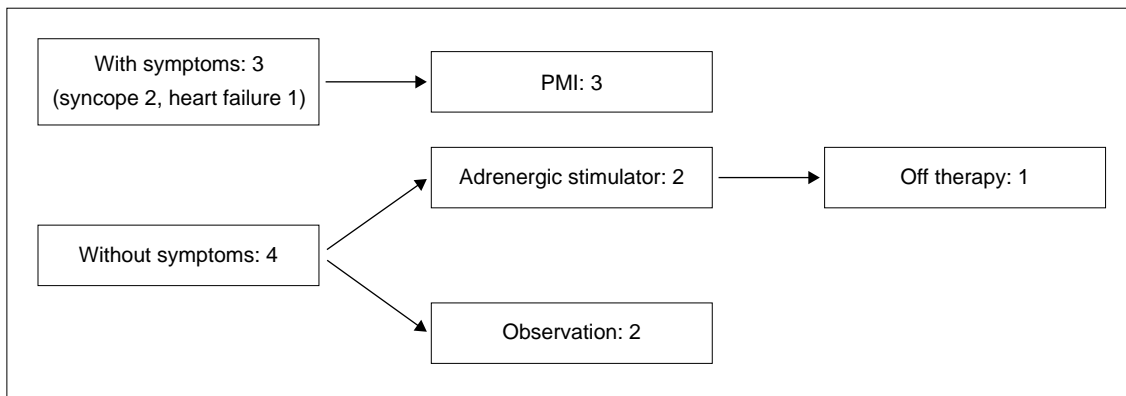 With symptoms: 3
(syncope 2, heart failure 1)
PMI: 3
Adrenergic stimulator: 2
Off therapy: 1
Without symptoms: 4
Observation: 2